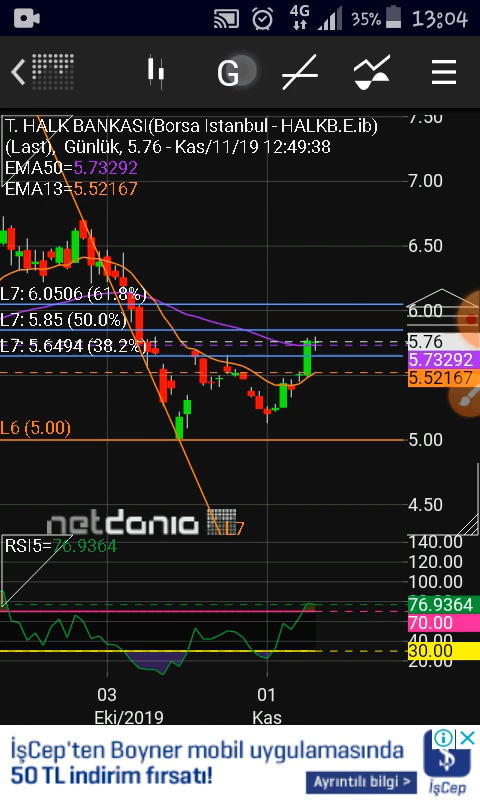 4G 35% 13:04
G
T. HALK BANKASI(Borsa Istanbul - HALKB.E.ib)
(Last), Günlük, 5.76 - Kas/11/19 12:49:38
EMA50=5.73292
EMA13=5.52167
7.50
7.00
6.50
L7: 6.0506 (61.8%)
6.00
L7: 5.85 (50.0%)
5.76
L7: 5.6494 (38.2%)
5.73292
5.52167
L6 (5.00)
5.00
4.50
netdania
L7
RSI5=76.9364
140.00
120.00
100.00
76.9364
70.00
40.00
30.00
20.00
03
01
Eki/2019
Kas
İşCep'ten Boyner mobil uygulamasında
50 TL indirim fırsatı!
Ayrıntılı bilgi >
İşCep